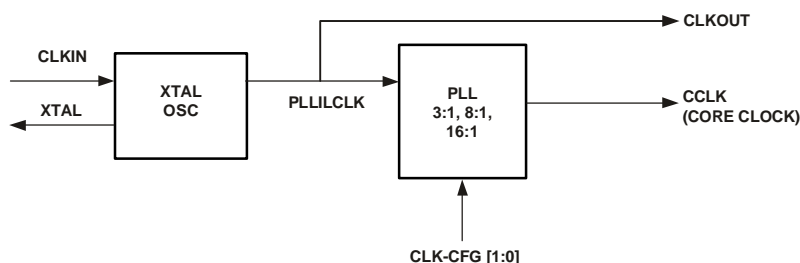 CLKOUT
CLKIN
XTAL
XTAL
OSC
PLLILCLK
PLL
3:1, 8:1,
16:1
CCLK
(CORE CLOCK)
CLK-CFG [1:0]